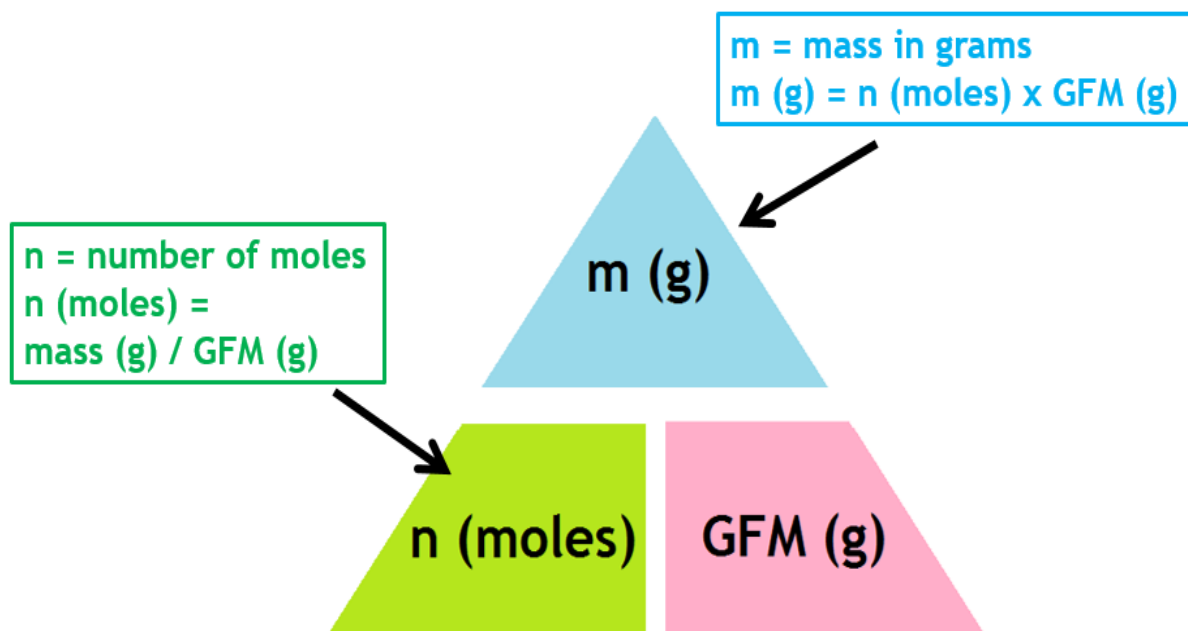 m = mass in grams
m (g) = n (moles) x GFM (g)
n = number of moles
n (moles) =
mass (g) / GFM (g)
m (g)
n (moles)
GFM (g)